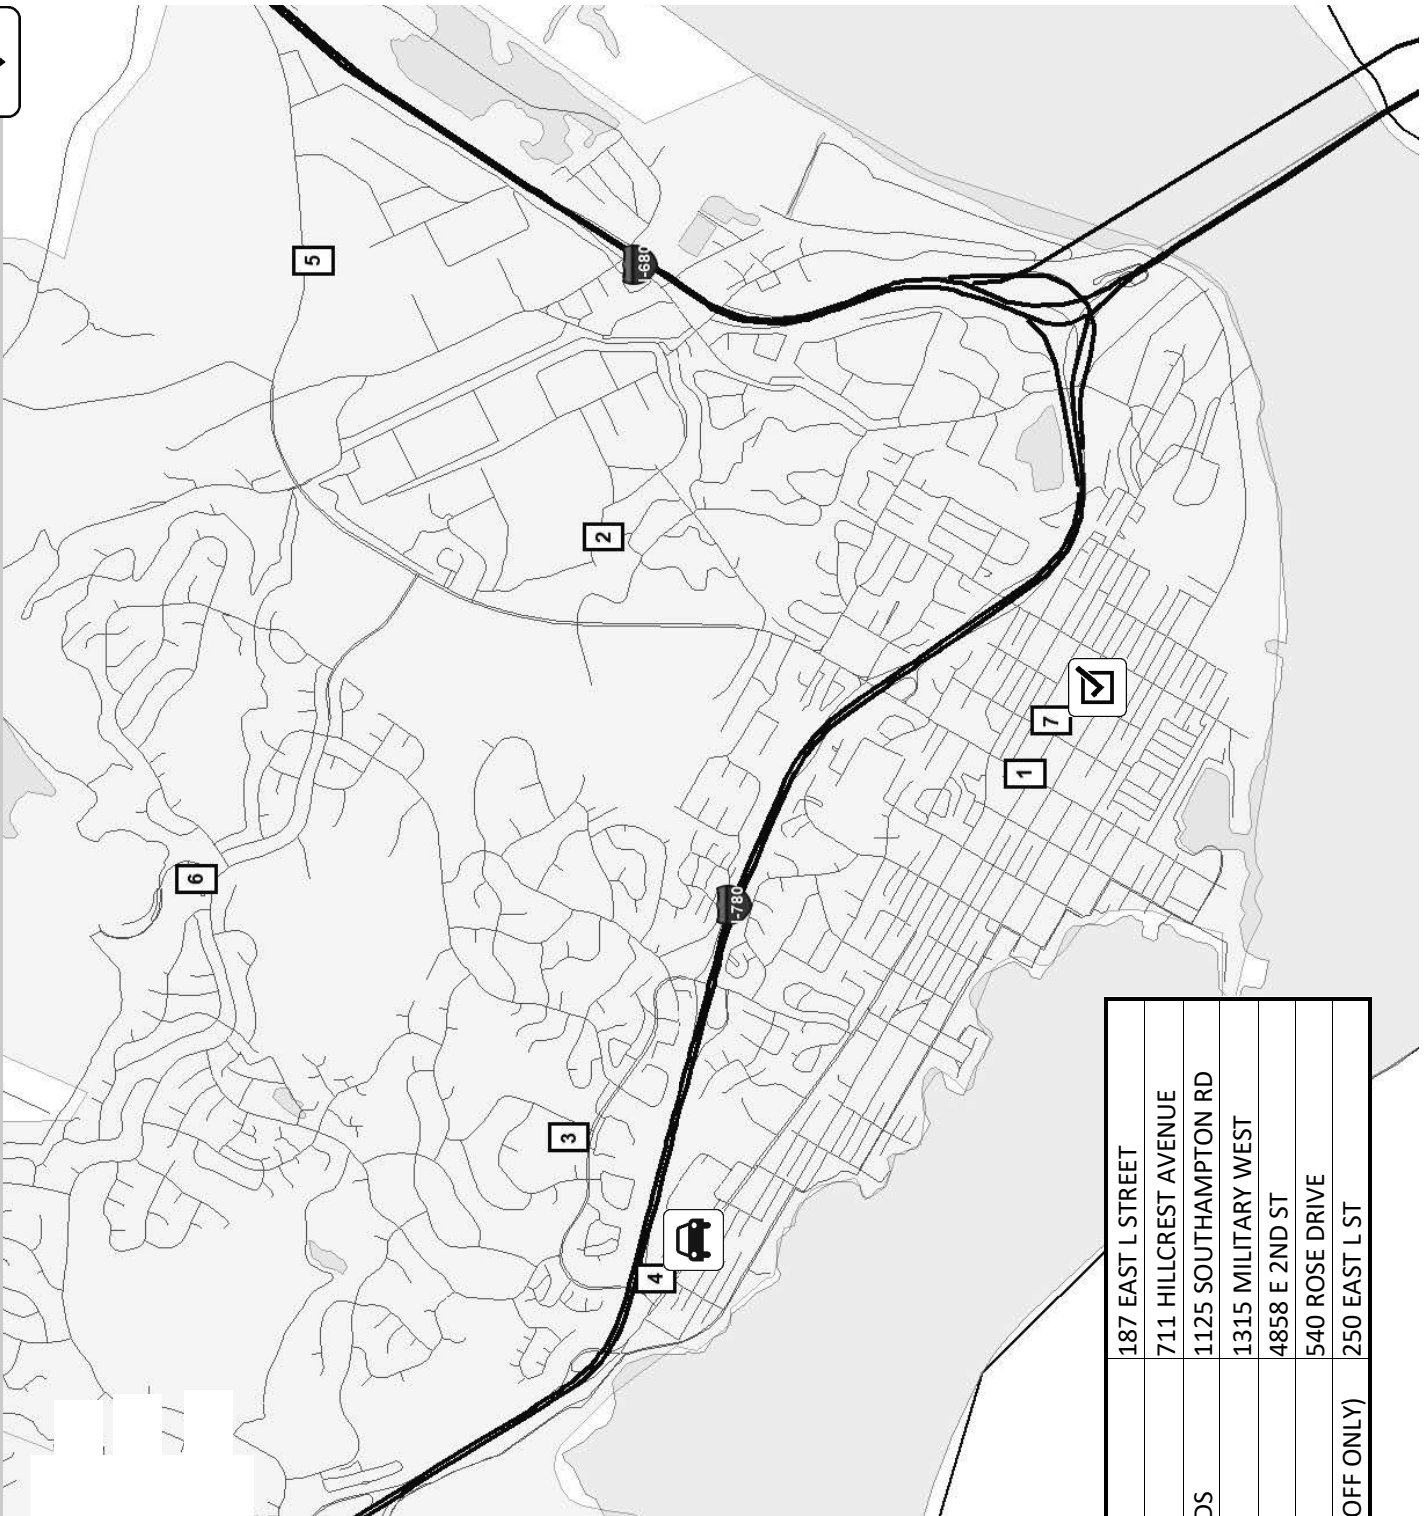 5
I-680
2
6
7
1
I-780
3
4
187 EAST L STREET
711 HILLCREST AVENUE
DS 1125 SOUTHAMPTON RD
1315 MILITARY WEST
4858 E 2ND ST
540 ROSE DRIVE
OFF ONLY) 250 EAST L ST